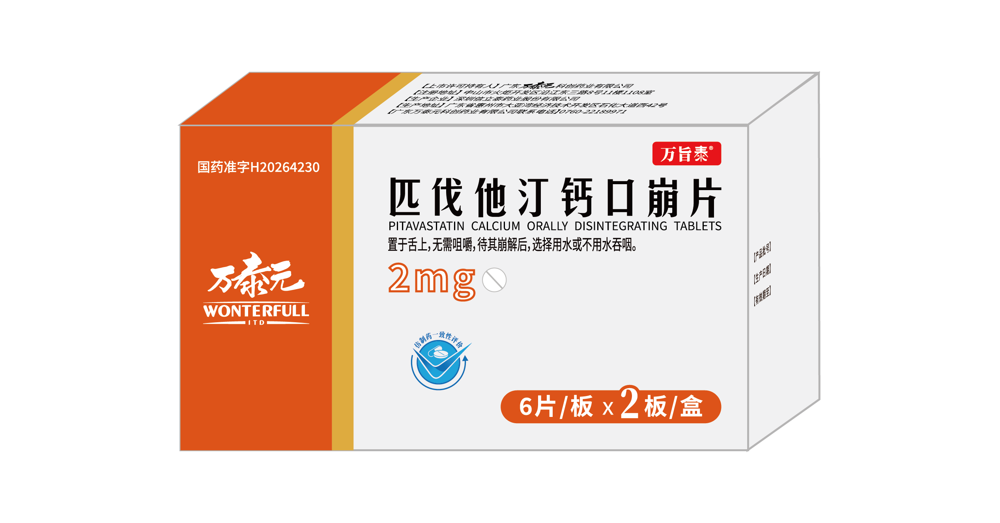 【上市许可持有人】广东万泰元科创药业有限公司
【注册地址】中山市火炬开发区沿江东三路8号11楼1108室
【生产企业】深圳信立泰药业股份有限公司
【生产地址】广东省惠州市大亚湾经济技术开发区石化大道西42号
【广东万泰元科创药业有限公司联系电话】0760-22189971
国药准字H20264230
万泰元
WONTERFULL
ITD
万旨泰®
匹伐他汀钙口崩片
PITAVASTATIN CALCIUM ORALLY DISINTEGRATING TABLETS
置于舌上,无需咀嚼,待其崩解后,选择用水或不用水吞咽。
2mg
仿制药一致性评价
6片/板 x 2板/盒
【产品批号】
【生产日期】
【有效期至】